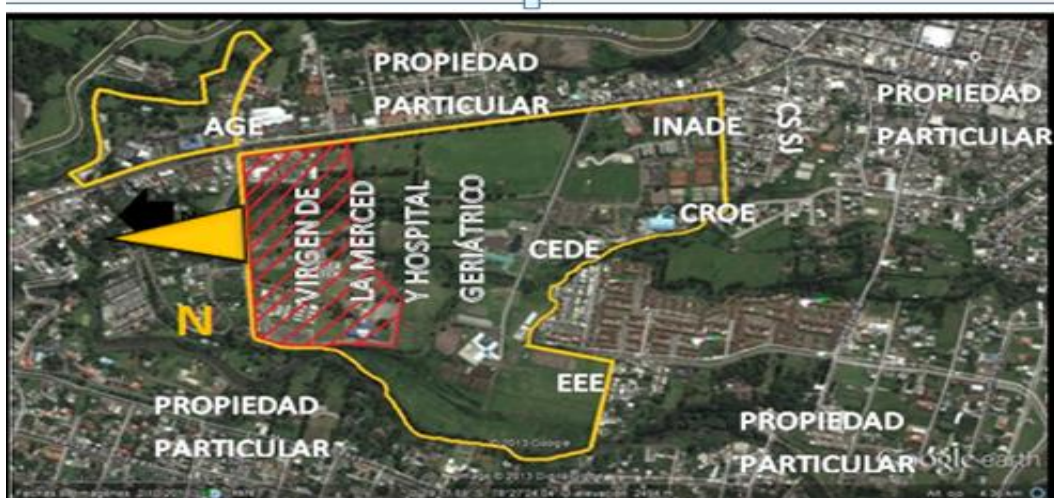 PROPIEDAD
PARTICULAR
AGE
INADE
CSSJ
PROPIEDAD
PARTICULAR
VIRGEN DE
LA MERCED
Y HOSPITAL
GERIÁTRICO
CROE
CEDE
N
EEE
PROPIEDAD
PARTICULAR
PROPIEDAD
PARTICULAR
© 2013 Google
Google earth